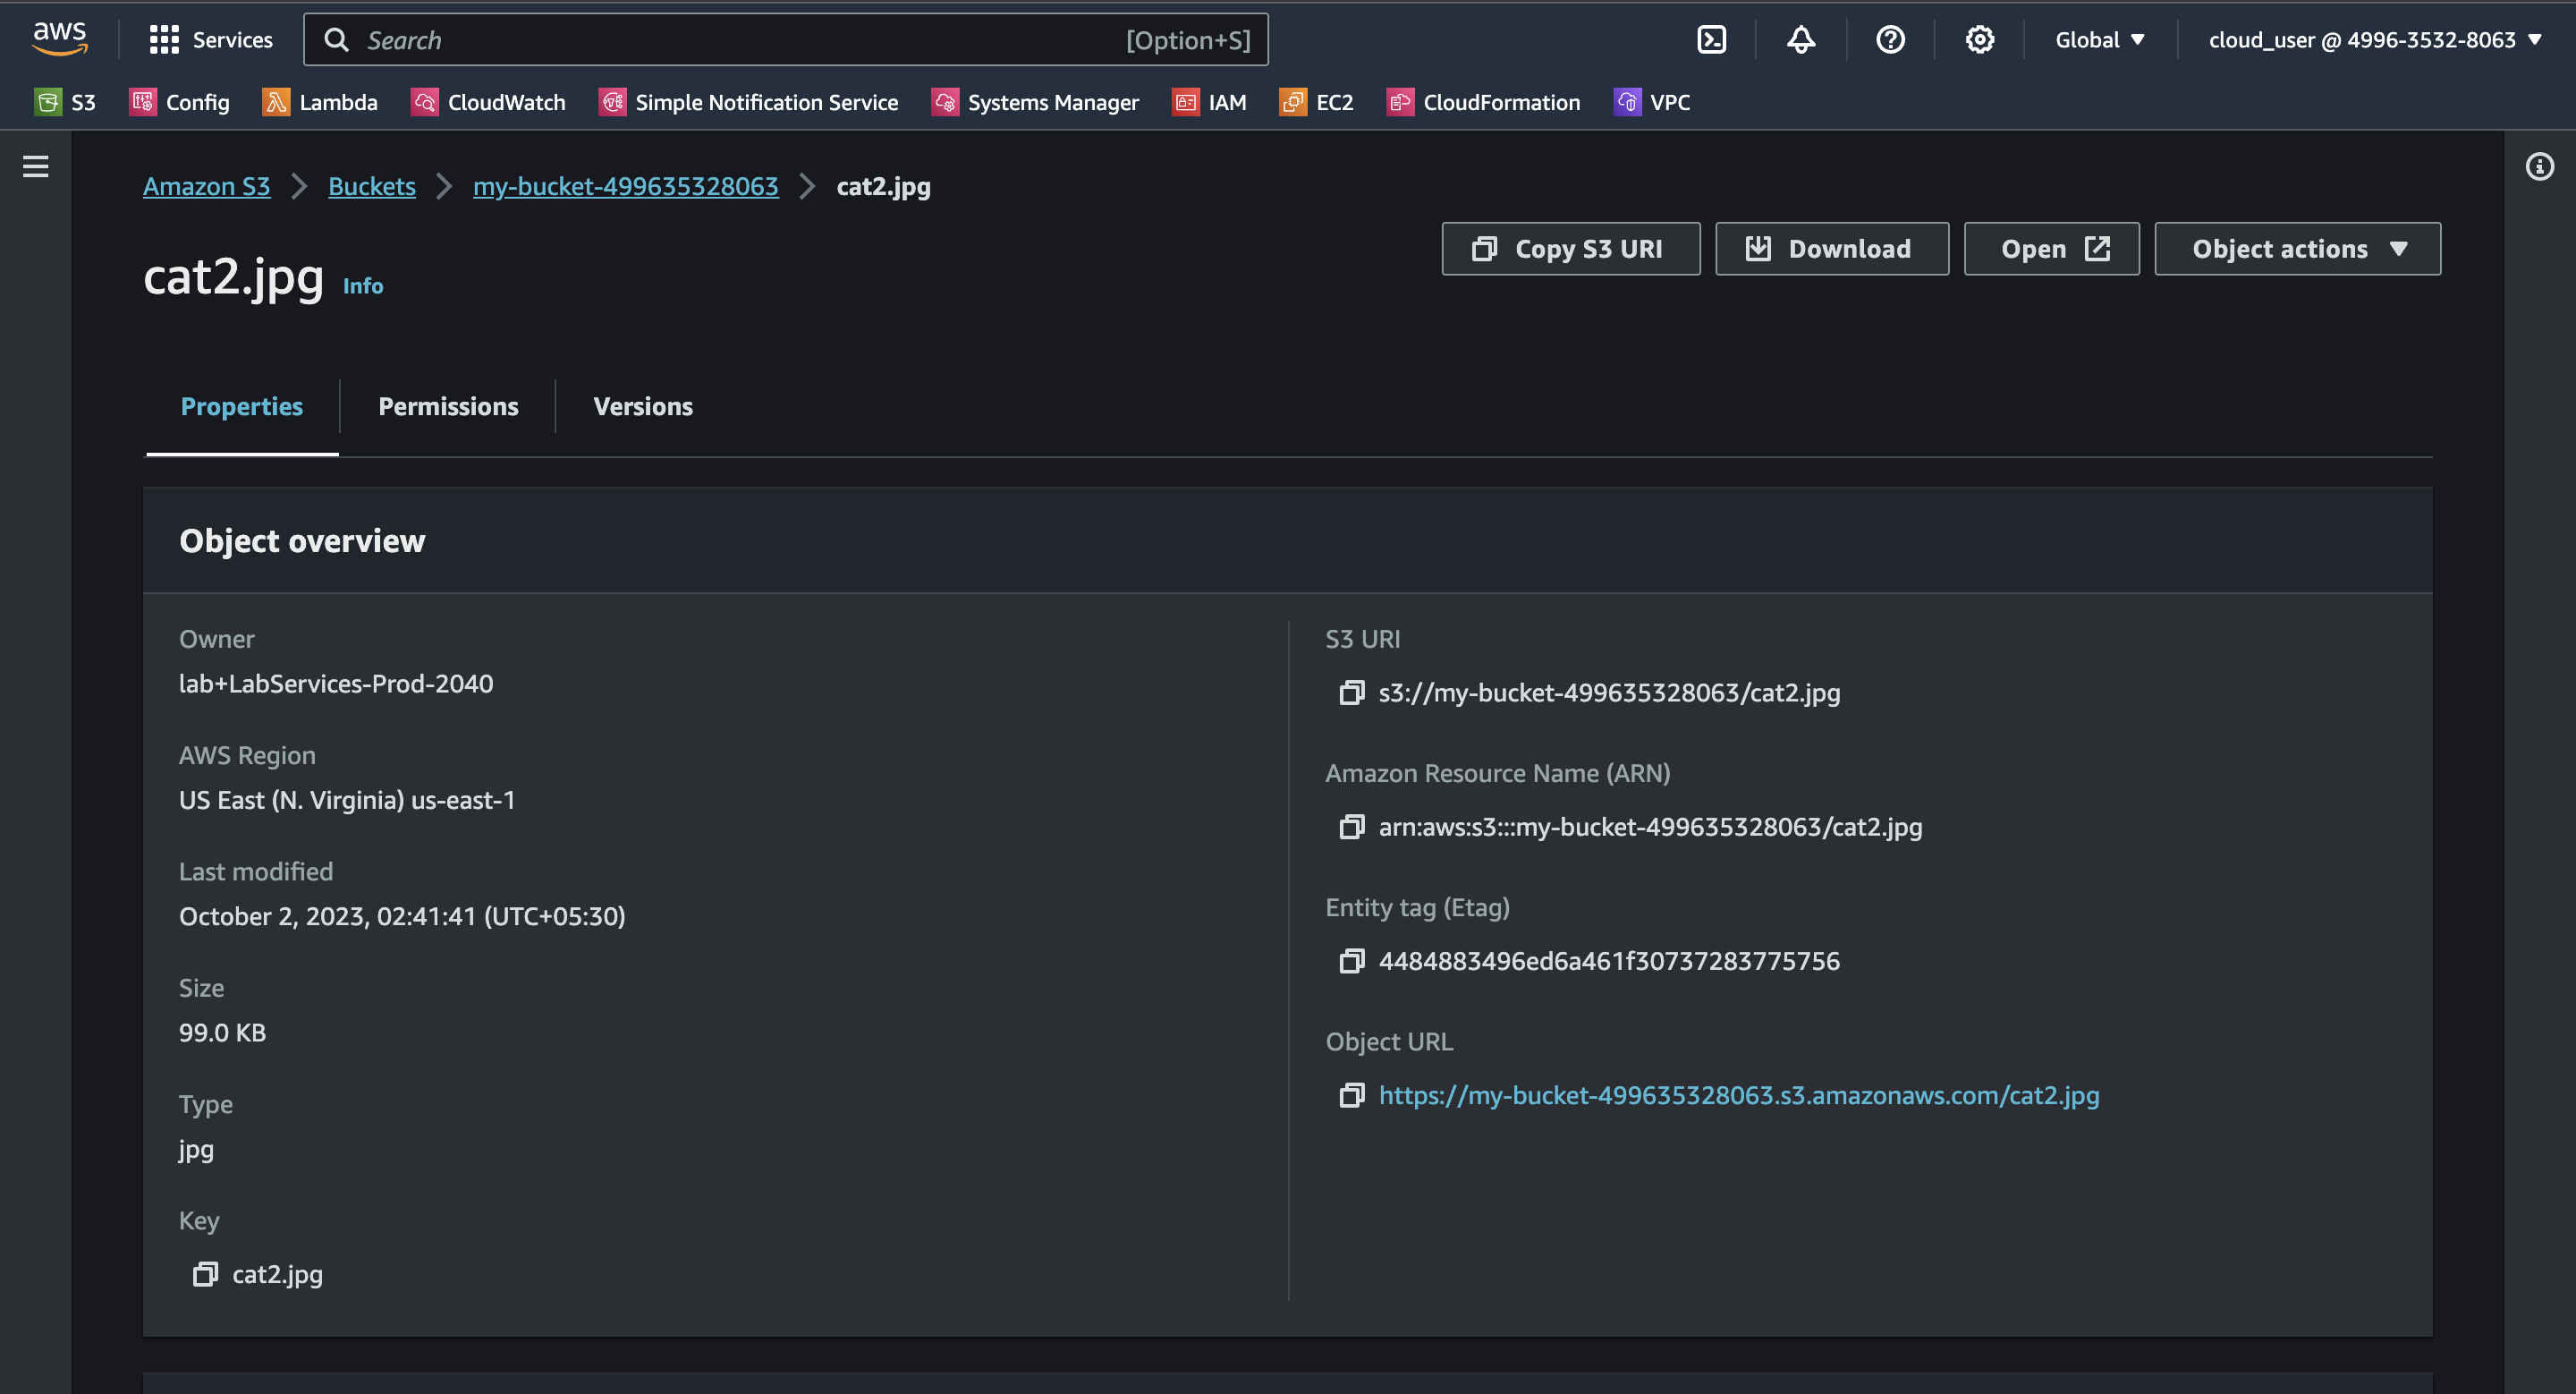 aws Services Search [Option+S] Global cloud_user @ 4996-3532-8063
S3 Config Lambda CloudWatch Simple Notification Service Systems Manager IAM EC2 CloudFormation VPC
Amazon S3 Buckets my-bucket-499635328063 cat2.jpg
Copy S3 URI Download Open Object actions
cat2.jpg Info
Properties Permissions Versions
Object overview
Owner
lab+LabServices-Prod-2040
AWS Region
US East (N. Virginia) us-east-1
Last modified
October 2, 2023, 02:41:41 (UTC+05:30)
Size
99.0 KB
Type
jpg
Key
cat2.jpg
S3 URI
s3://my-bucket-499635328063/cat2.jpg
Amazon Resource Name (ARN)
arn:aws:s3:::my-bucket-499635328063/cat2.jpg
Entity tag (Etag)
4484883496ed6a461f30737283775756
Object URL
https://my-bucket-499635328063.s3.amazonaws.com/cat2.jpg